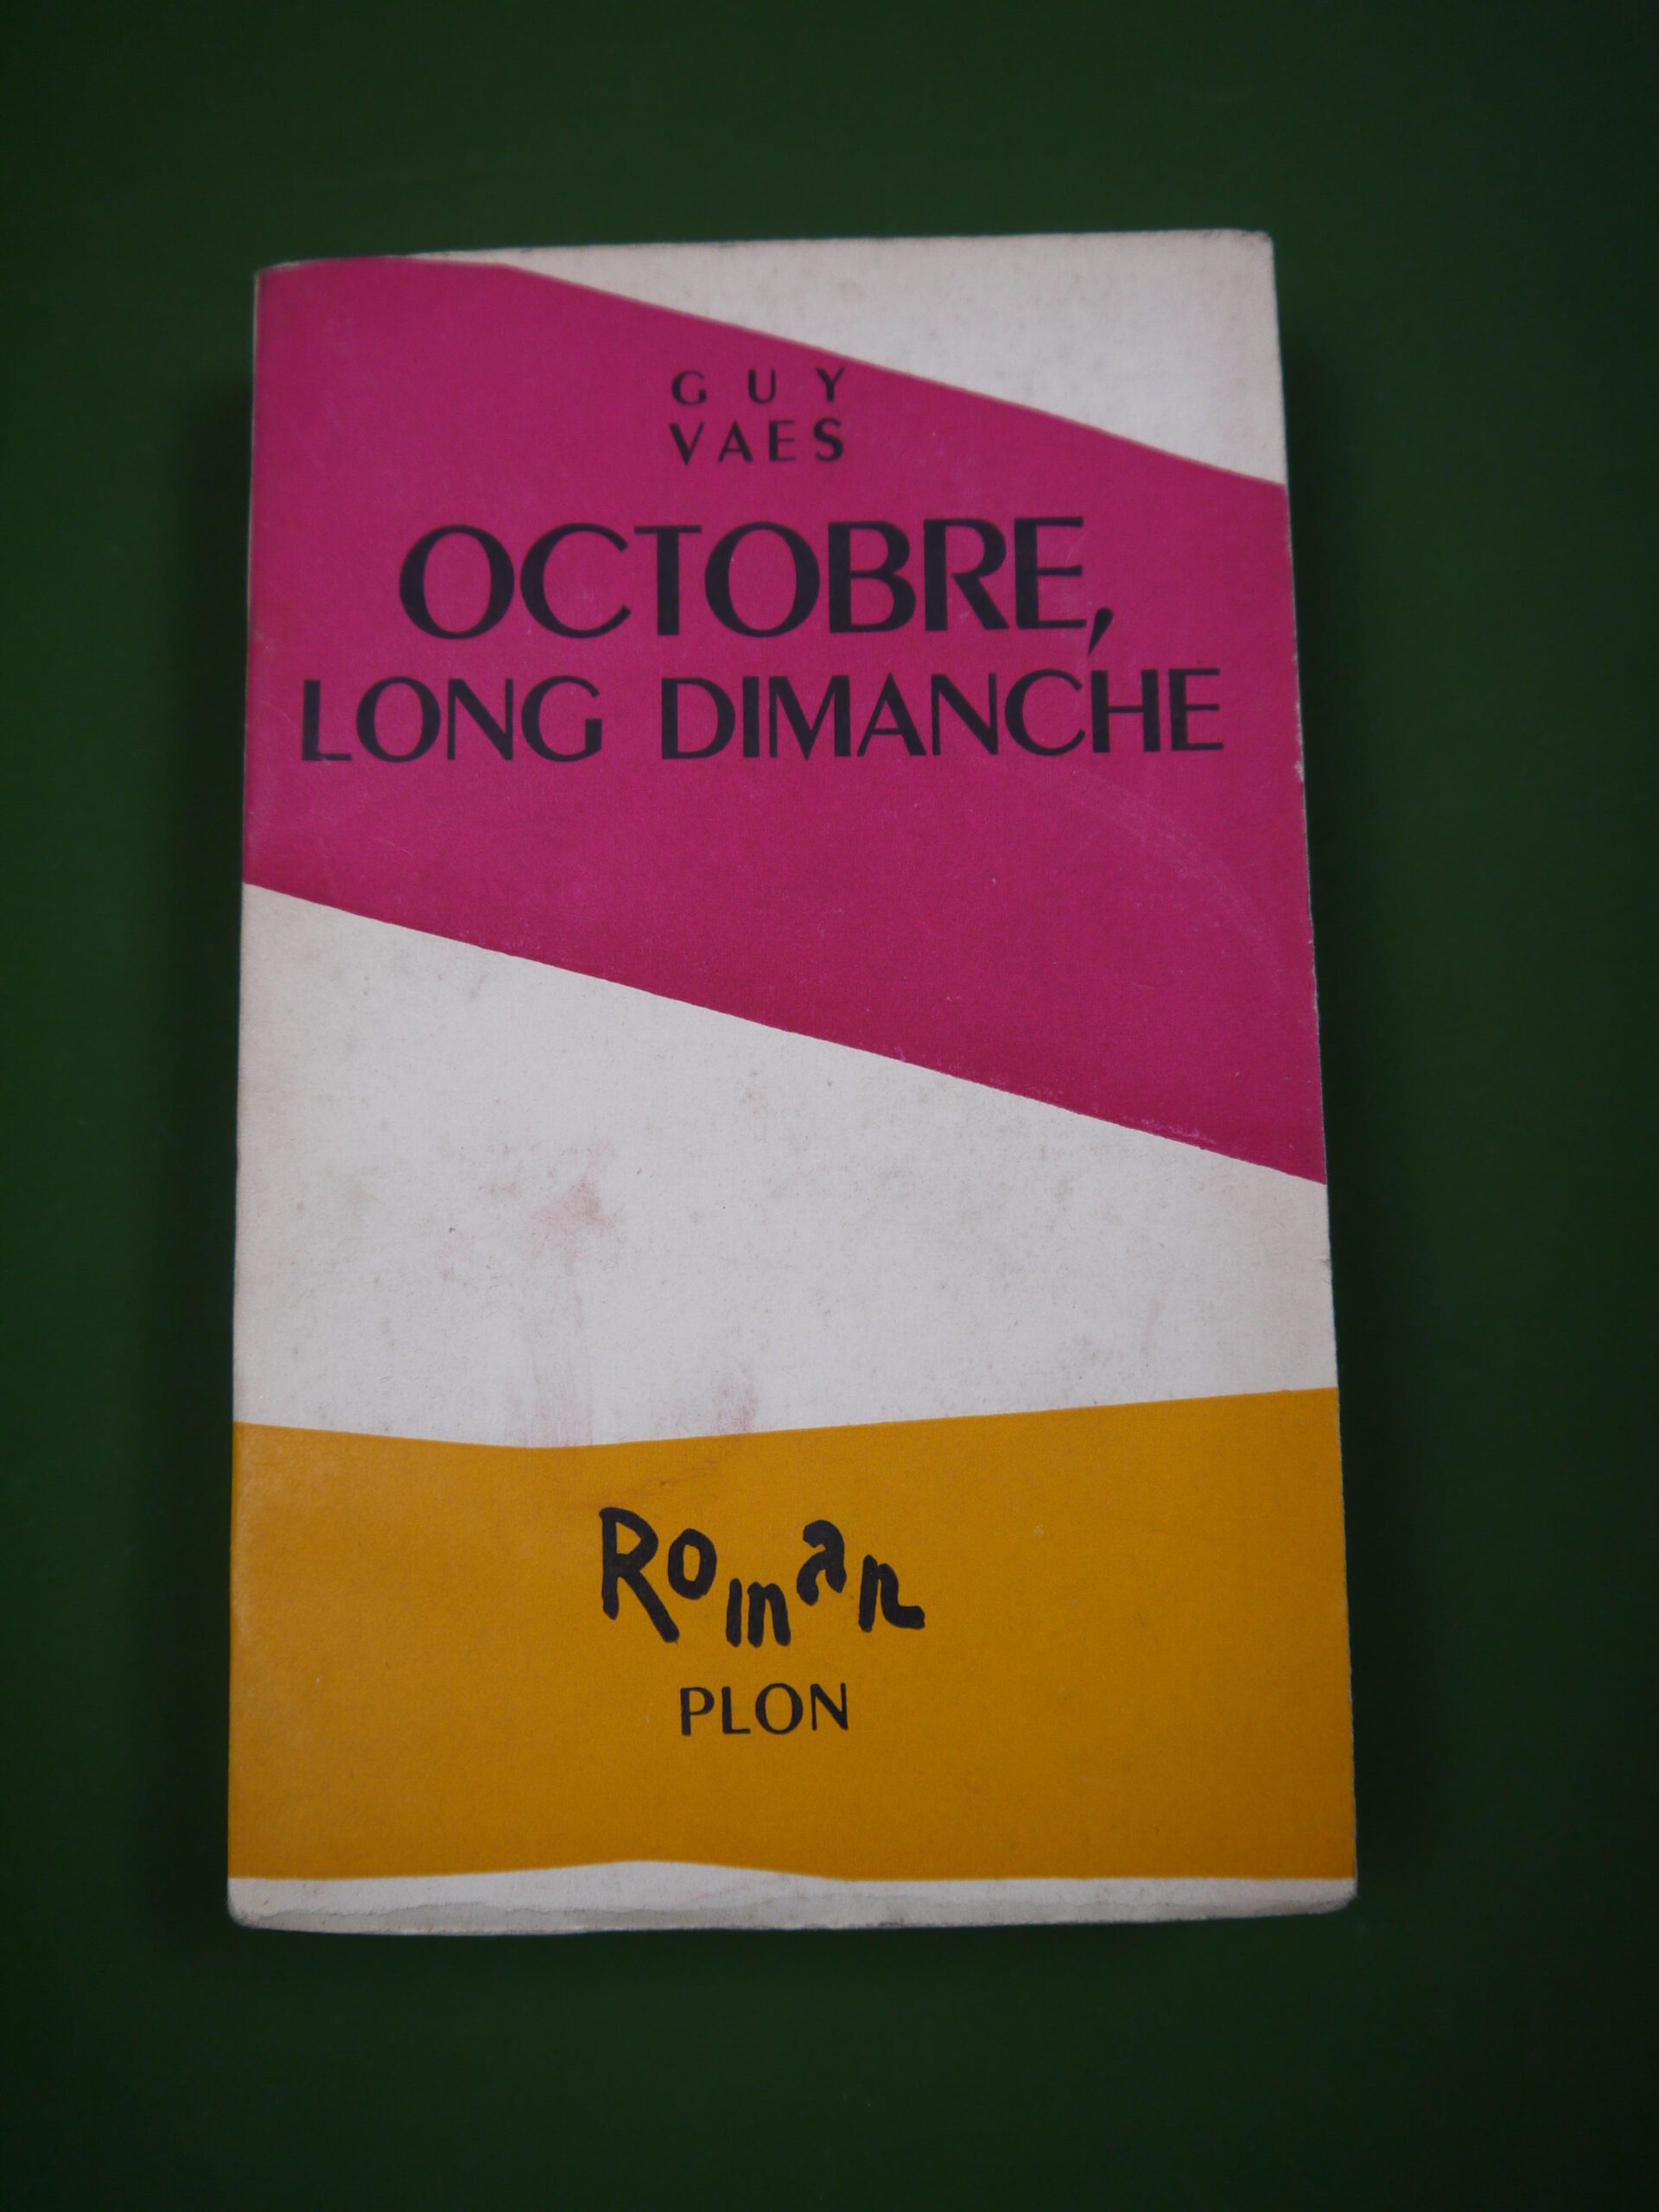 GUY
VAES
OCTOBRE,
LONG DIMANCHE
Roman
PLON